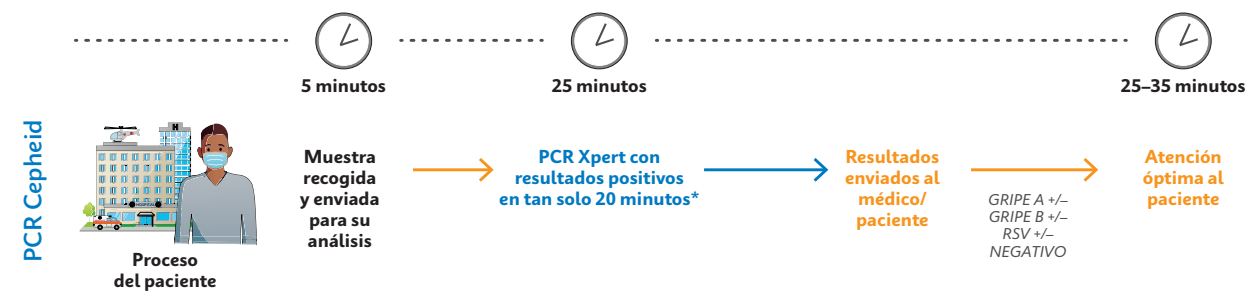 5 minutos
25 minutos
25–35 minutos
PCR Cepheid
H
HOSPITAL
Proceso
del paciente
Muestra
recogida
y enviada
para su
análisis
PCR Xpert con
resultados positivos
en tan solo 20 minutos*
Resultados
enviados al
médico/
paciente
GRIPE A +/–
GRIPE B +/–
RSV +/–
NEGATIVO
Atención
óptima al
paciente